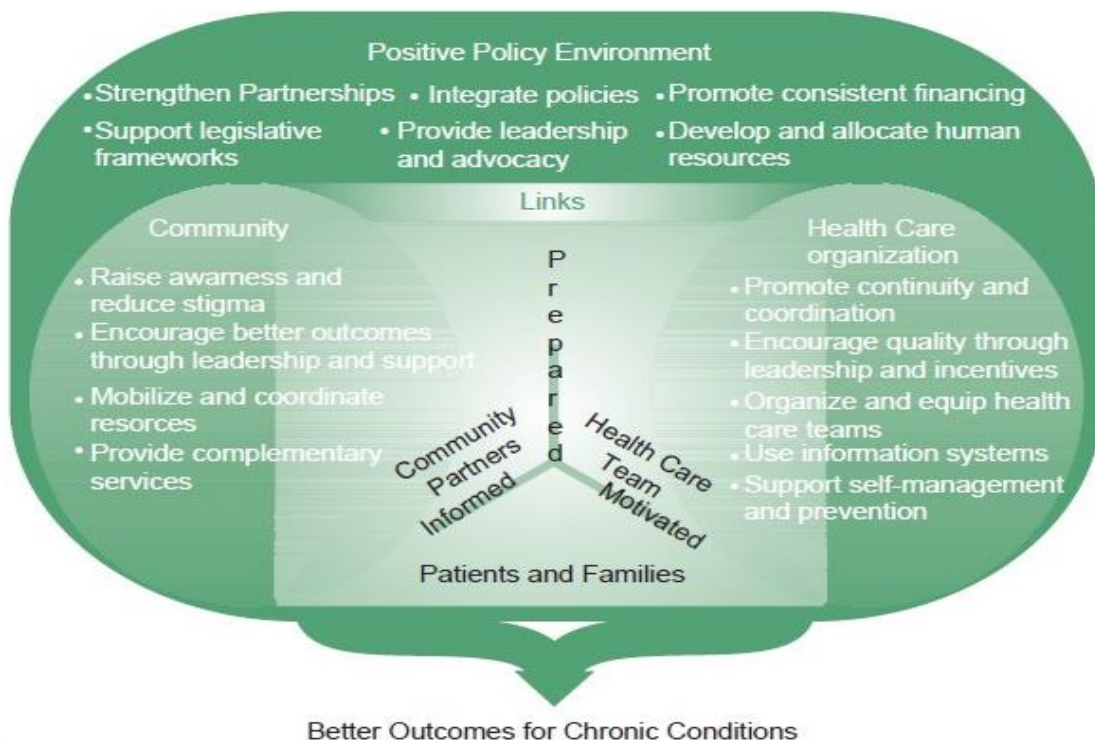 Positive Policy Environment
• Strengthen Partnerships • Integrate policies • Promote consistent financing
• Support legislative frameworks • Provide leadership and advocacy • Develop and allocate human resources
Links
Community
• Raise awarness and
reduce stigma
• Encourage better outcomes
through leadership and support
• Mobilize and coordinate
resorces
• Provide complementary
services
Health Care
organization
• Promote continuity and
coordination
• Encourage quality through
leadership and incentives
• Organize and equip health
care teams
• Use information systems
• Support self-management
and prevention
Prepared
Community
Partners
Informed
Health Care
Team
Motivated
Patients and Families
Better Outcomes for Chronic Conditions